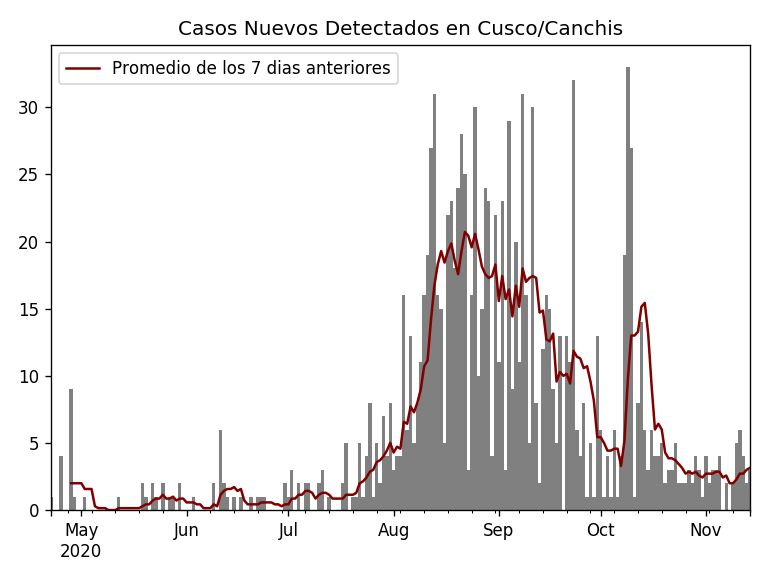 Casos Nuevos Detectados en Cusco/Canchis
Promedio de los 7 dias anteriores
30
25
20
15
10
5
0
May Jun Jul Aug Sep Oct Nov
2020